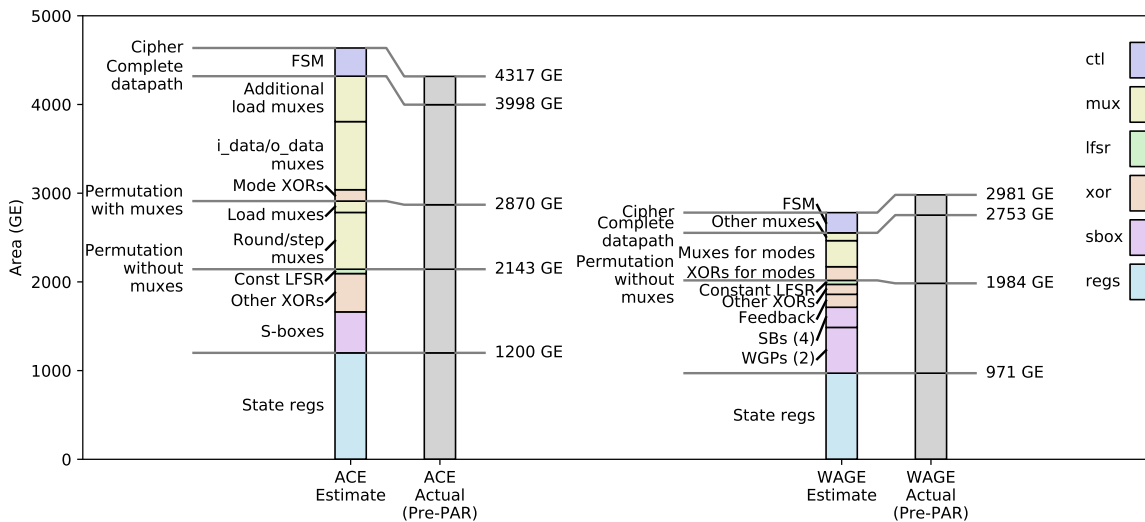 5000
4000
3000
2000
1000
0
Area (GE)
Cipher
Complete
datapath
Permutation
with muxes
Permutation
without
muxes
FSM
Additional
load muxes
i_data/o_data
muxes
Mode XORs
Load muxes
Round/step
muxes
Const LFSR
Other XORs
S-boxes
State regs
4317 GE
3998 GE
2870 GE
2143 GE
1200 GE
ACE
Estimate
ACE
Actual
(Pre-PAR)
Cipher
Complete
datapath
Permutation
without
muxes
FSM
Other muxes
Muxes for modes
XORs for modes
Constant LFSR
Other XORs
Feedback
SBs (4)
WGPs (2)
State regs
2981 GE
2753 GE
1984 GE
971 GE
WAGE
Estimate
WAGE
Actual
(Pre-PAR)
ctl
mux
lfsr
xor
sbox
regs